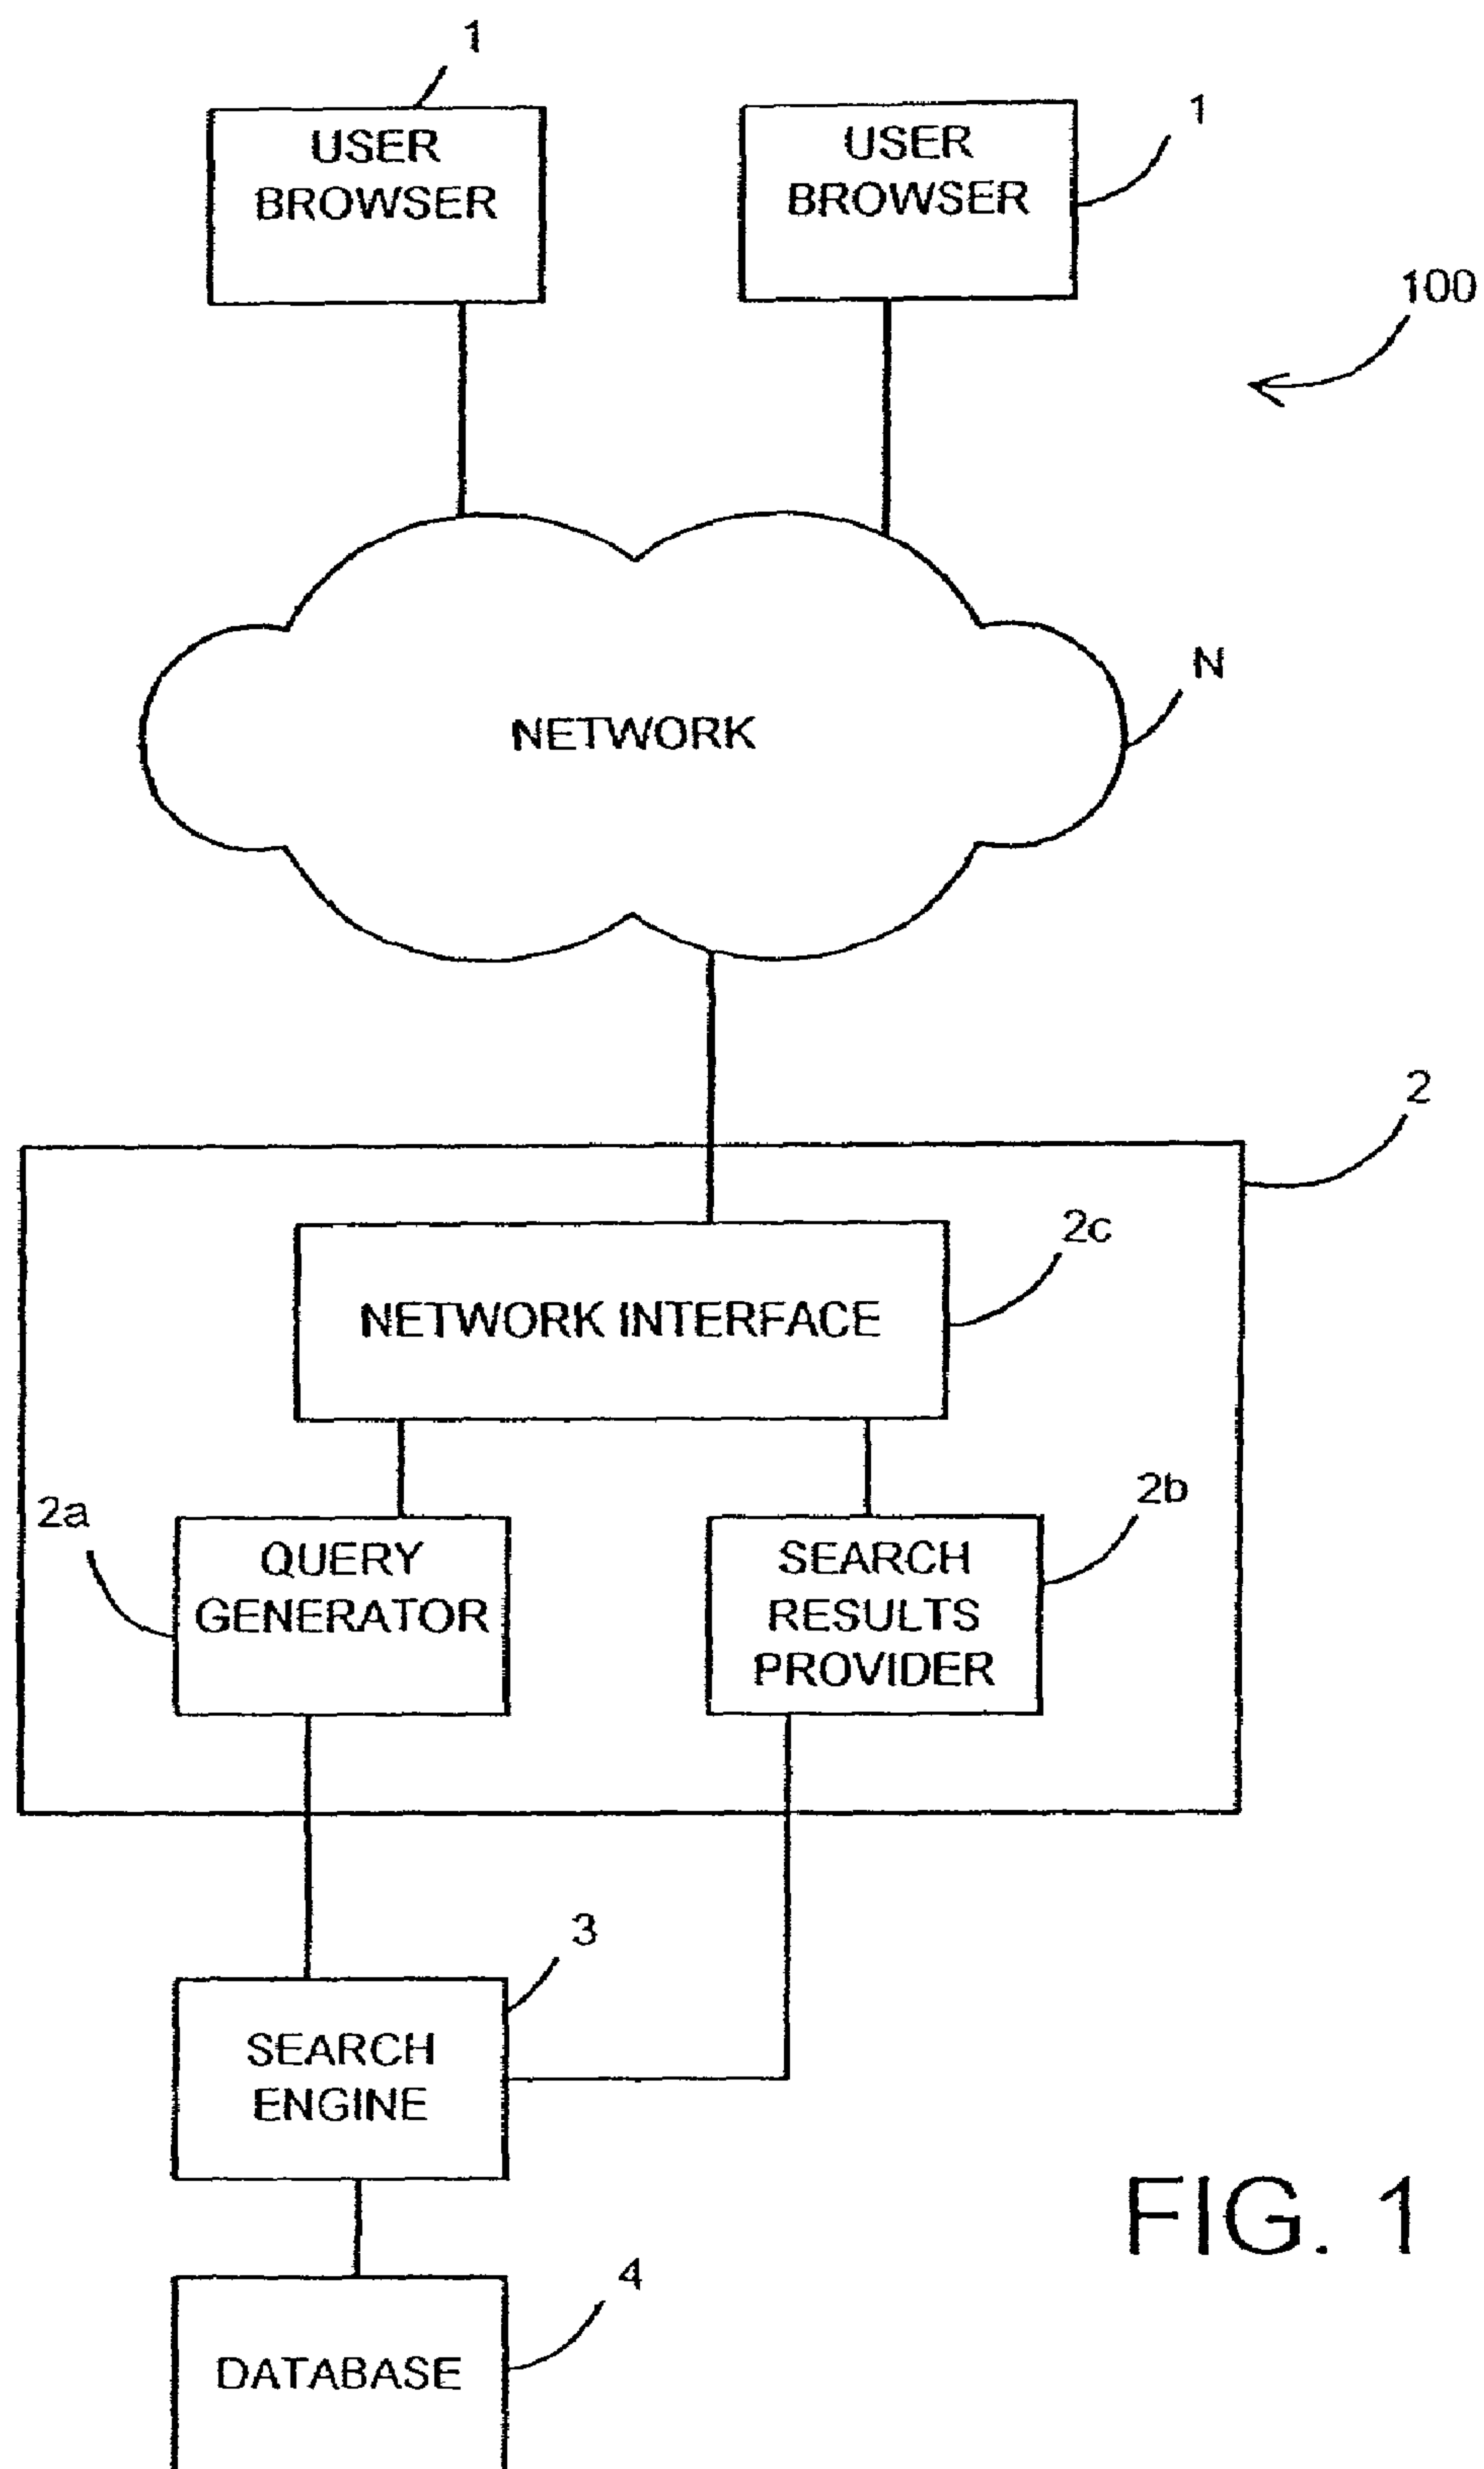 1
1
USER
BROWSER
USER
BROWSER
100
N
NETWORK
2
2c
NETWORK INTERFACE
2a
2b
QUERY
GENERATOR
SEARCH
RESULTS
PROVIDER
3
SEARCH
ENGINE
FIG. 1
4
DATABASE